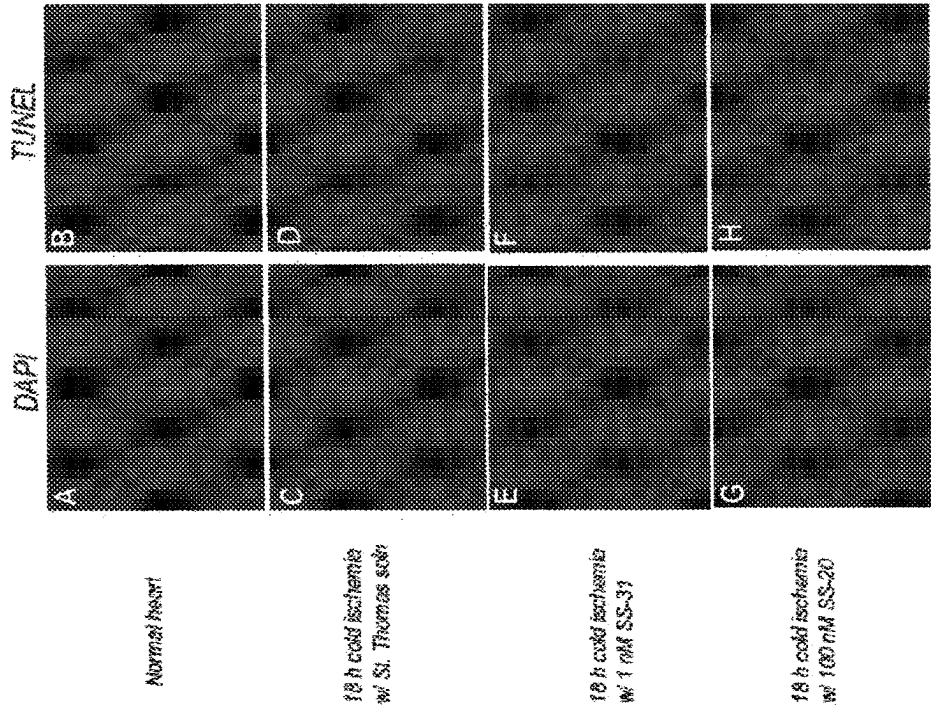 DAPI TUNEL
Normal heart
A B
18 h cold ischemia
w/ St. Thomas soln
C D
18 h cold ischemia
w/ 1 nM SS-31
E F
18 h cold ischemia
w/ 100 nM SS-20
G H